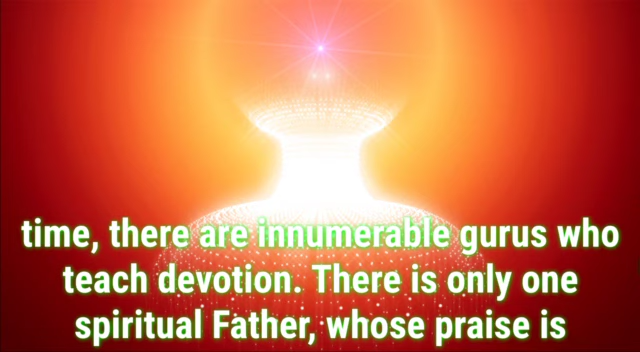 time, there are innumerable gurus who
teach devotion. There is only one
spiritual Father, whose praise is